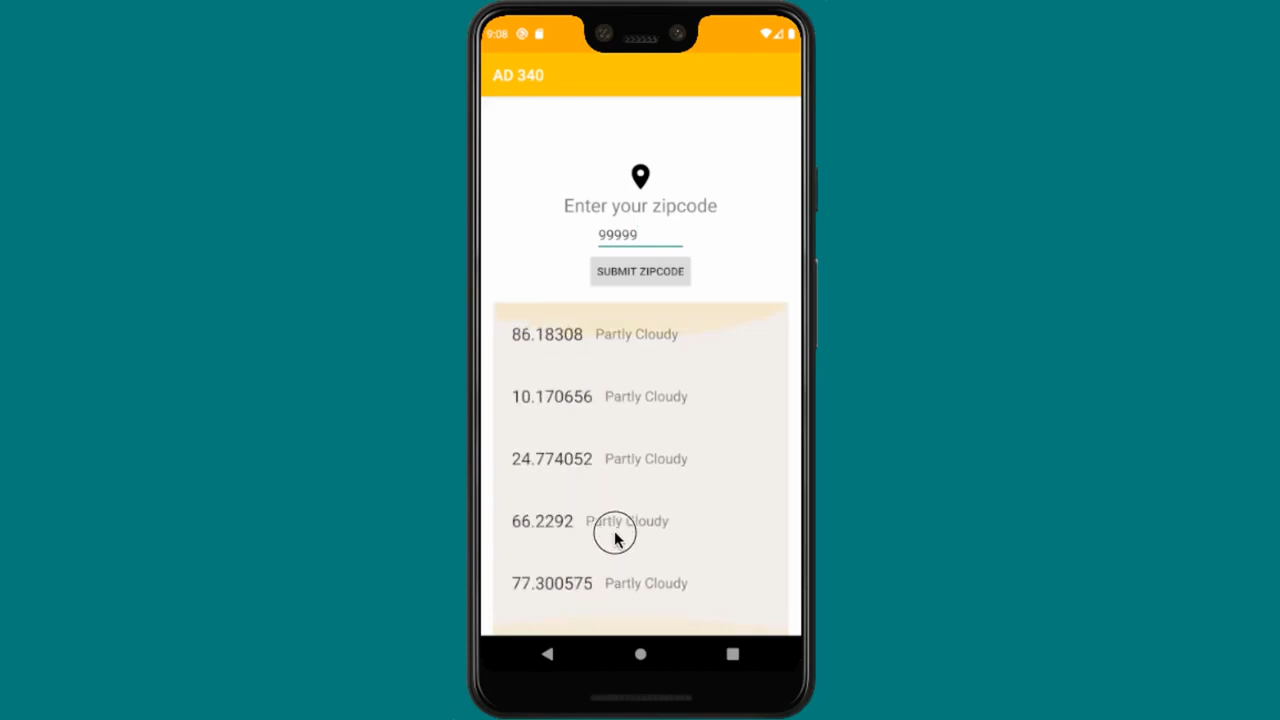 9:08
AD 340
Enter your zipcode
99999
SUBMIT ZIPCODE
86.18308 Partly Cloudy
10.170656 Partly Cloudy
24.774052 Partly Cloudy
66.2292 Partly Cloudy
77.300575 Partly Cloudy